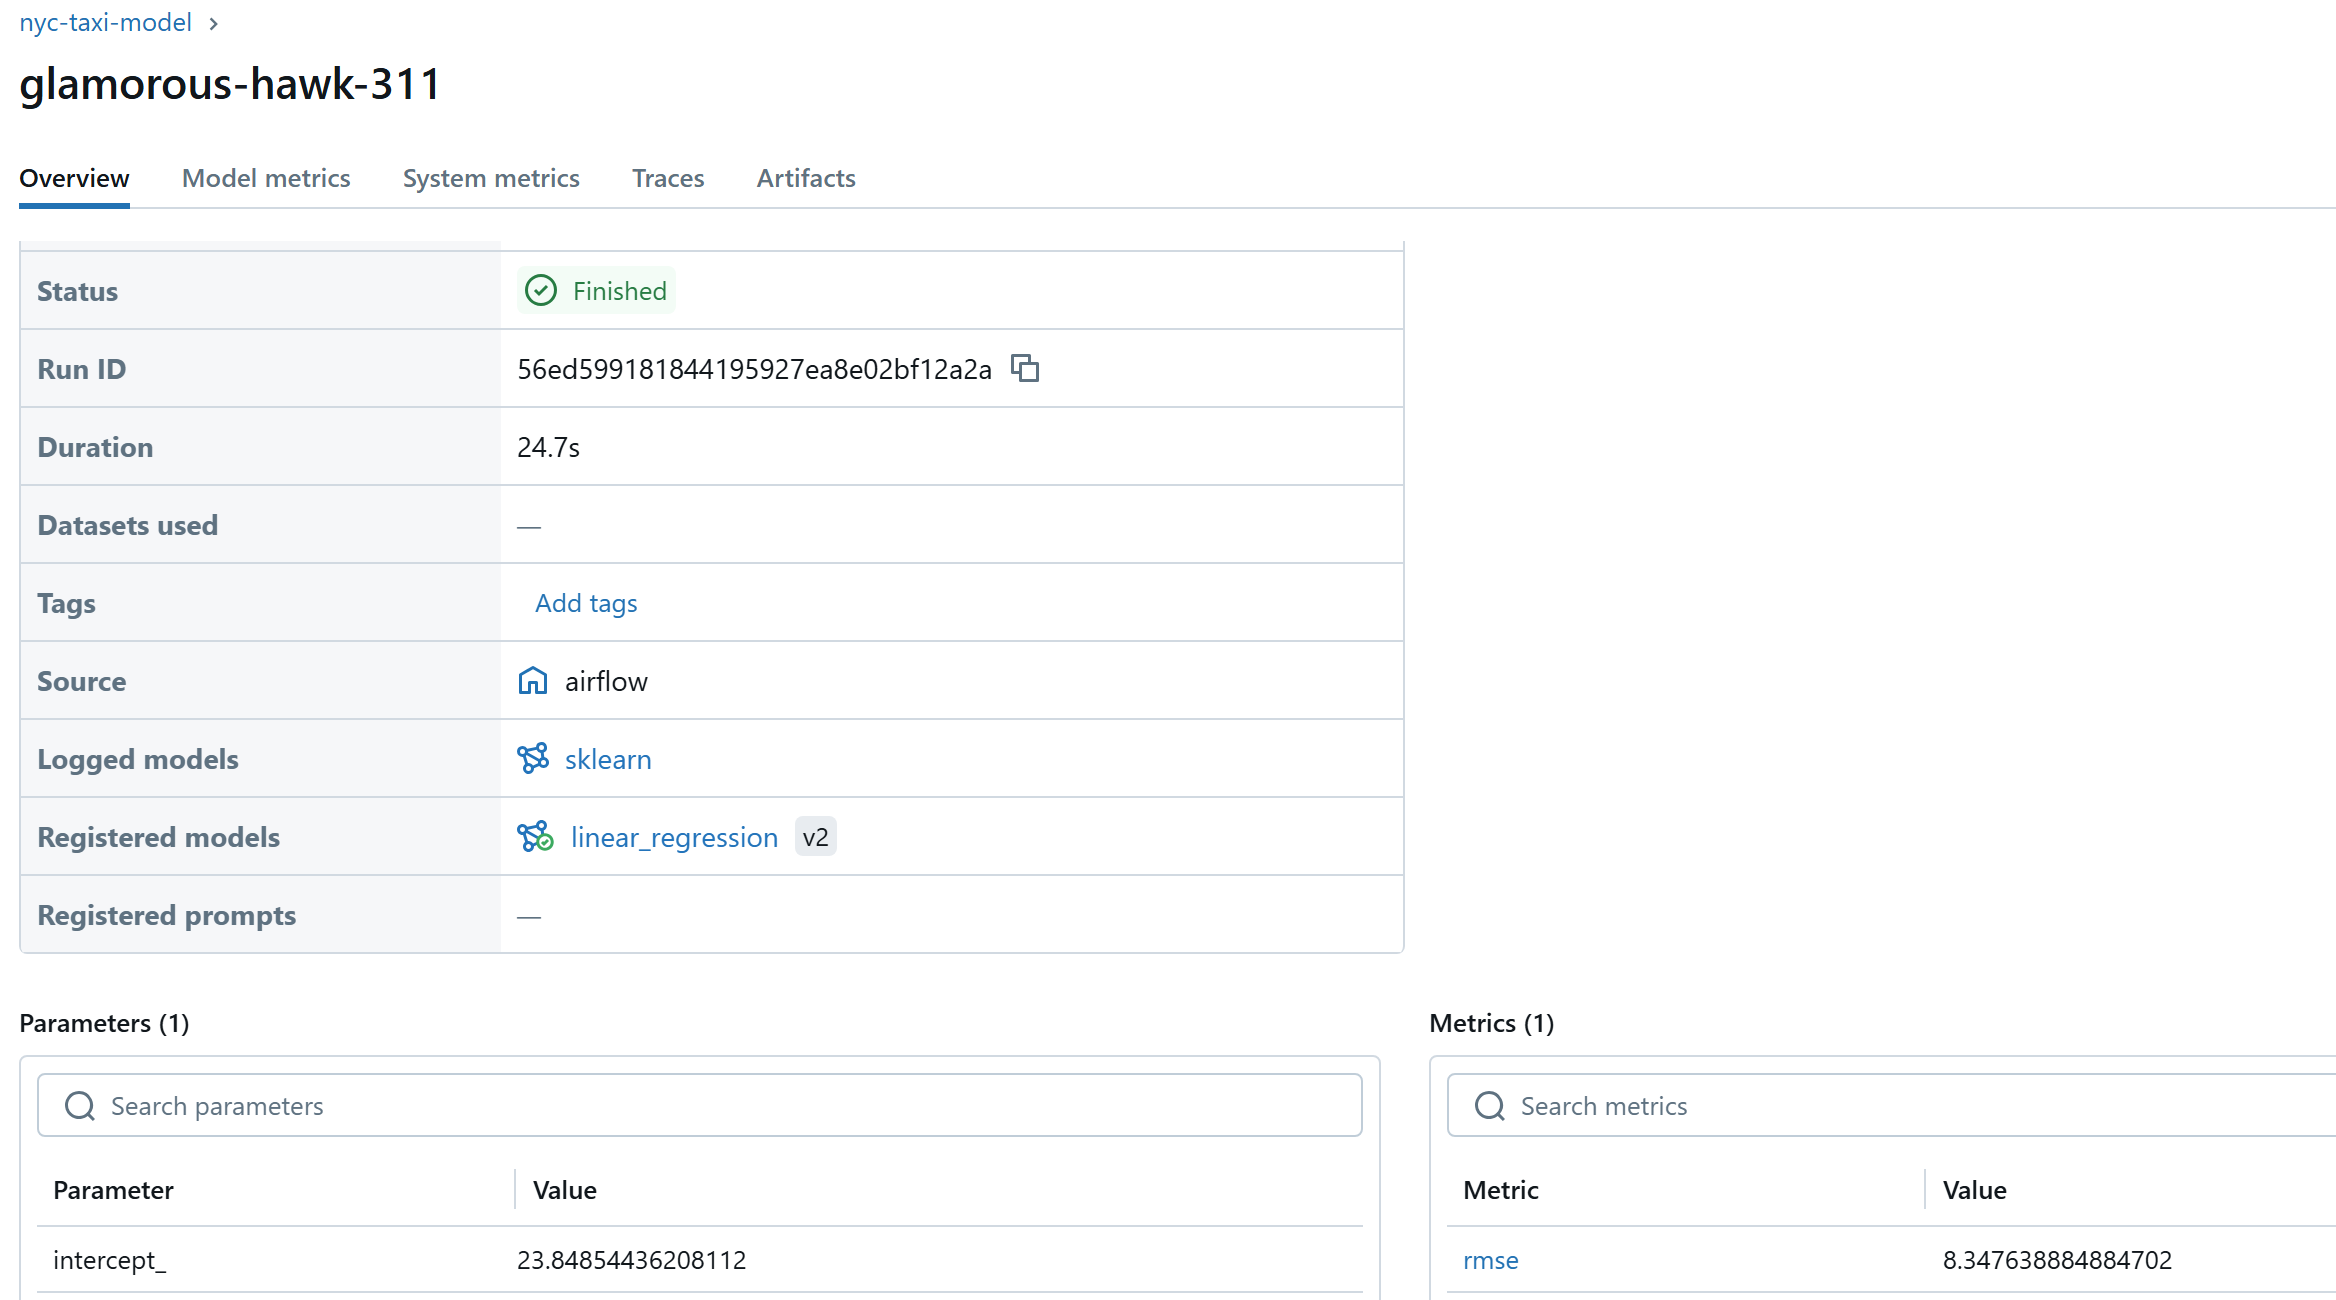 nyc-taxi-model
glamorous-hawk-311
Overview Model metrics System metrics Traces Artifacts
Status Finished
Run ID 56ed599181844195927ea8e02bf12a2a
Duration 24.7s
Datasets used —
Tags Add tags
Source airflow
Logged models sklearn
Registered models linear_regression v2
Registered prompts —
Parameters (1)
Search parameters
Parameter Value
intercept_ 23.84854436208112
Metrics (1)
Search metrics
Metric Value
rmse 8.347638884884702